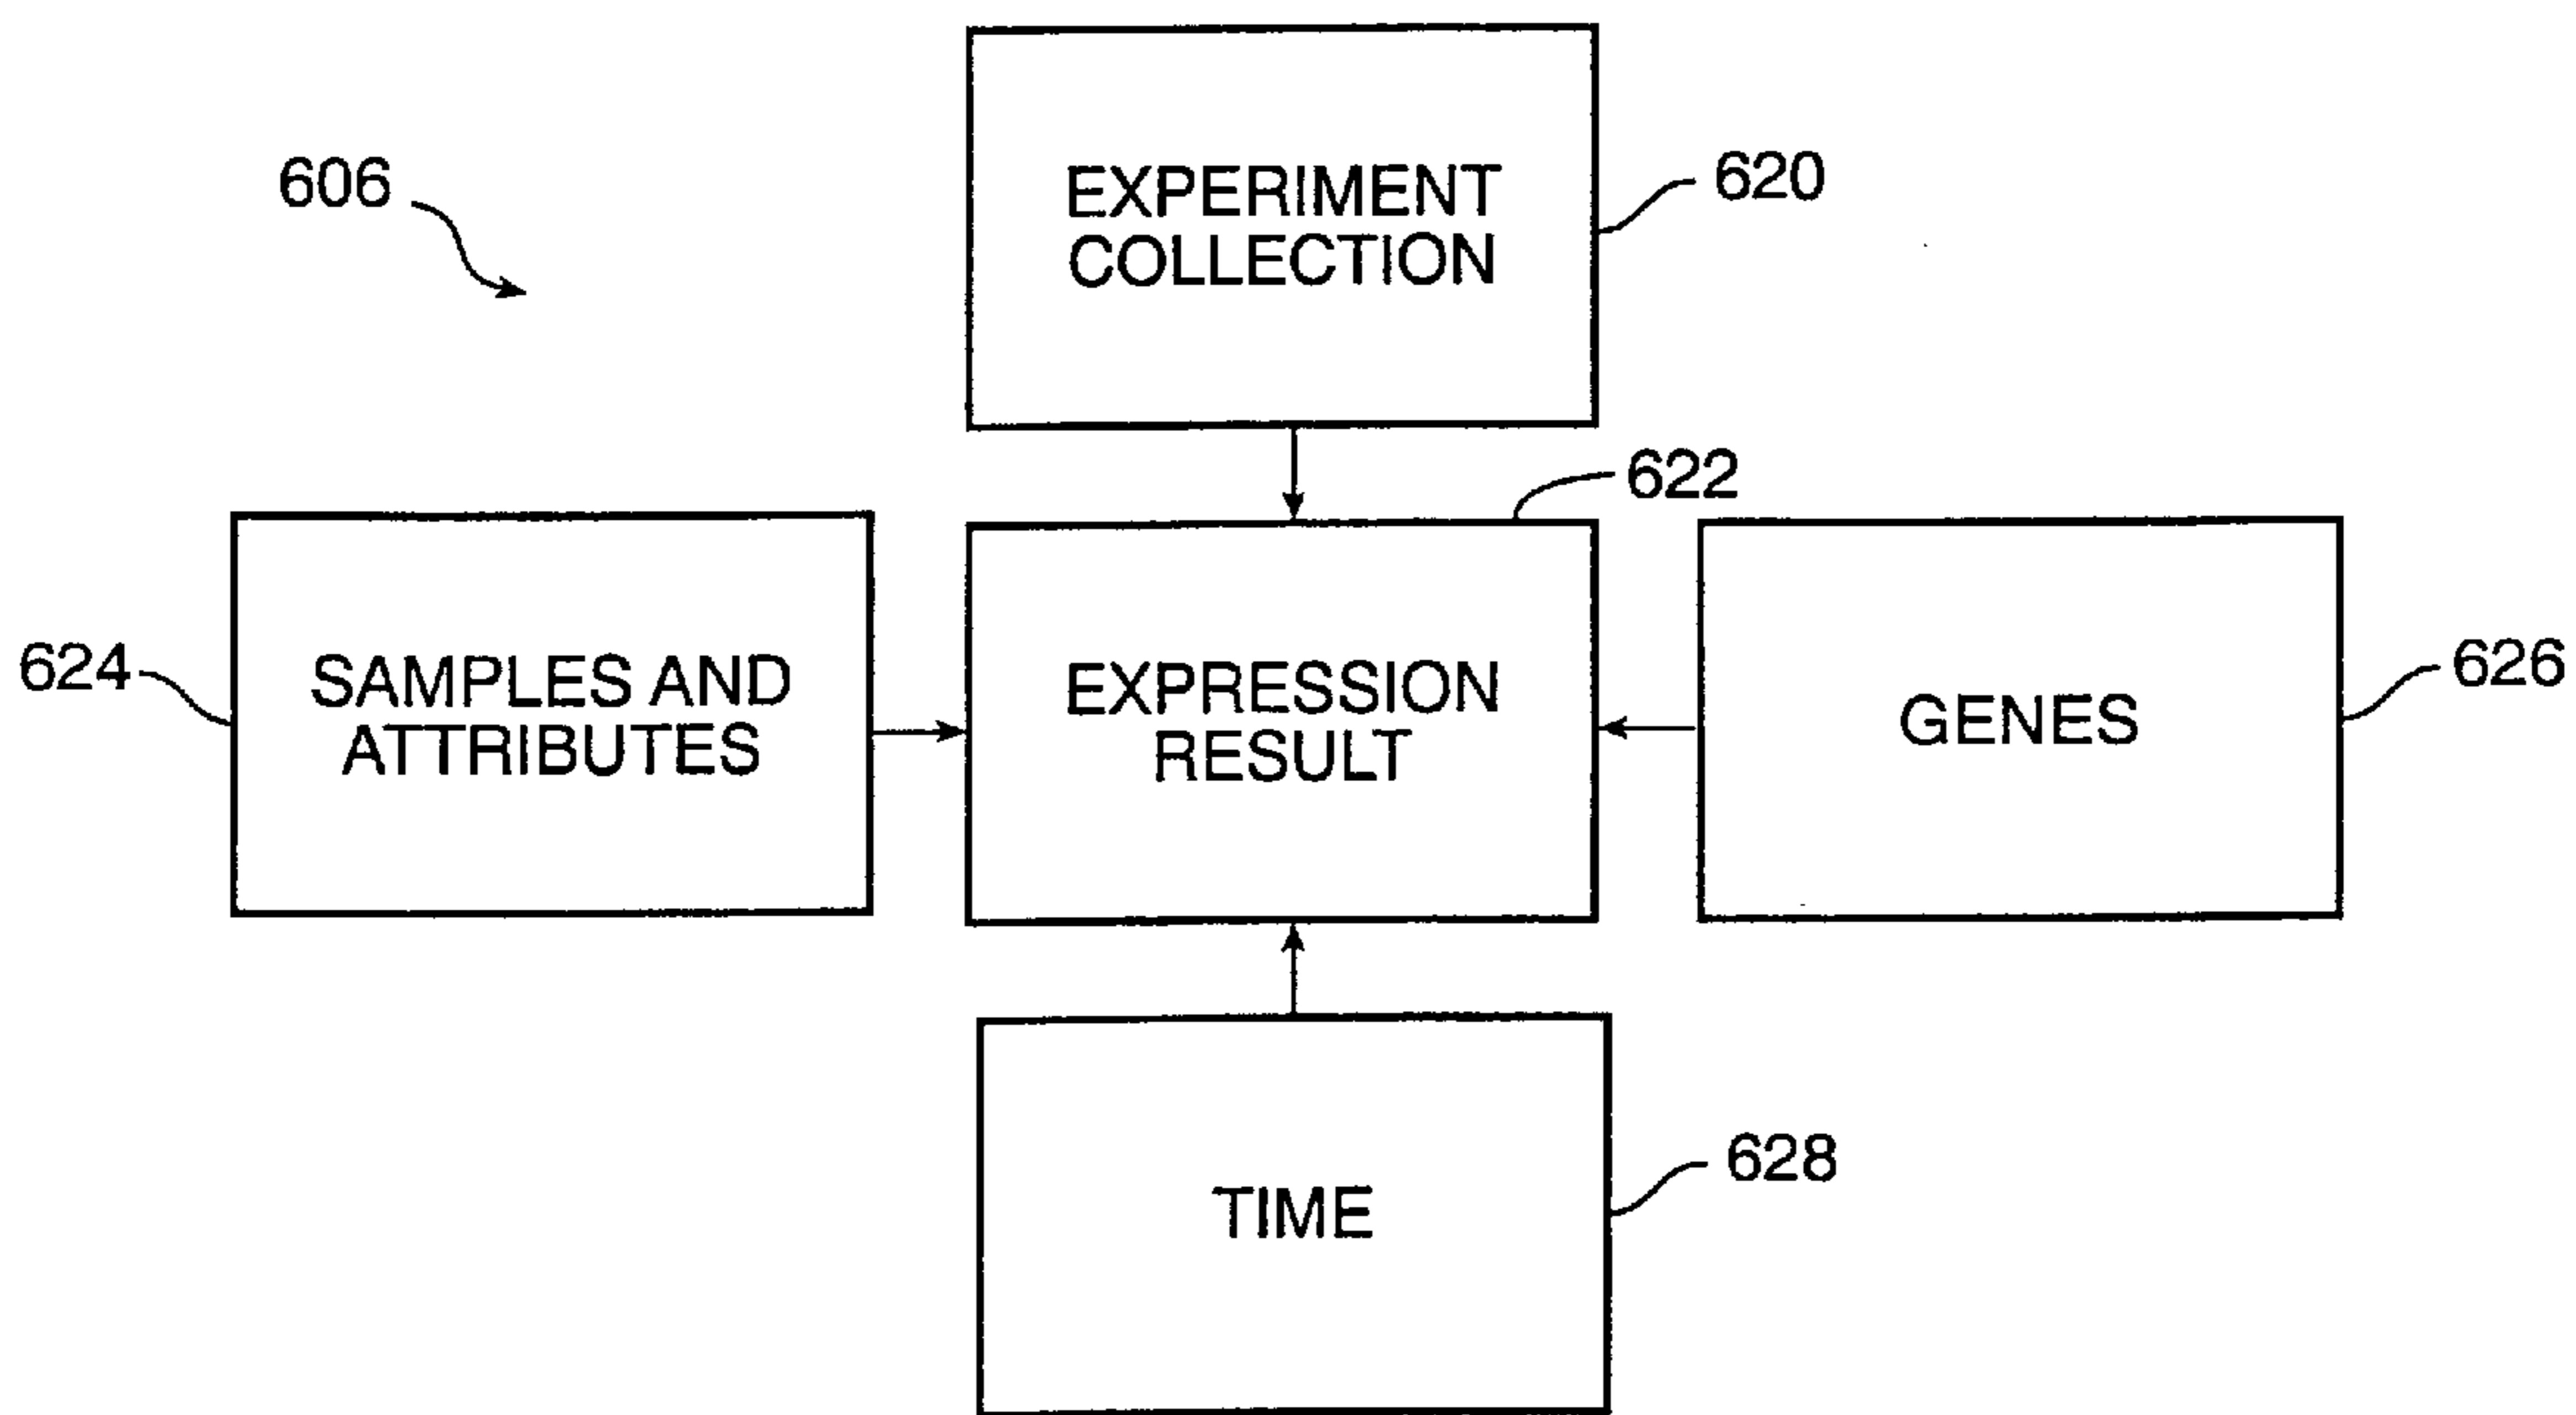 606
EXPERIMENT
COLLECTION
620
622
624
SAMPLES AND
ATTRIBUTES
EXPRESSION
RESULT
GENES
626
TIME
628